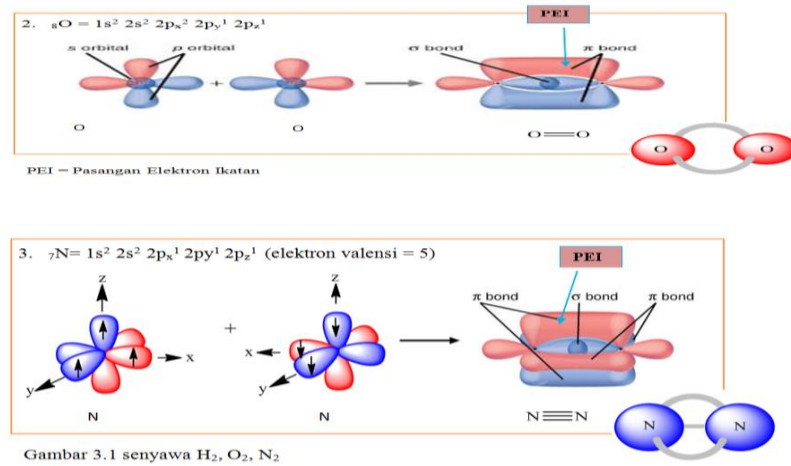 PEI
2. ₈O = 1s² 2s² 2pₓ² 2pᵧ¹ 2p_z¹
s orbital p orbital σ bond π bond
+
O O O=O
O O
PEI – Pasangan Elektron Ikatan
3. ₇N= 1s² 2s² 2pₓ¹ 2py¹ 2p_z¹ (elektron valensi = 5)
PEI
z z
π bond σ bond π bond
+
x x
y y
N N N≡N
N N
Gambar 3.1 senyawa H₂, O₂, N₂